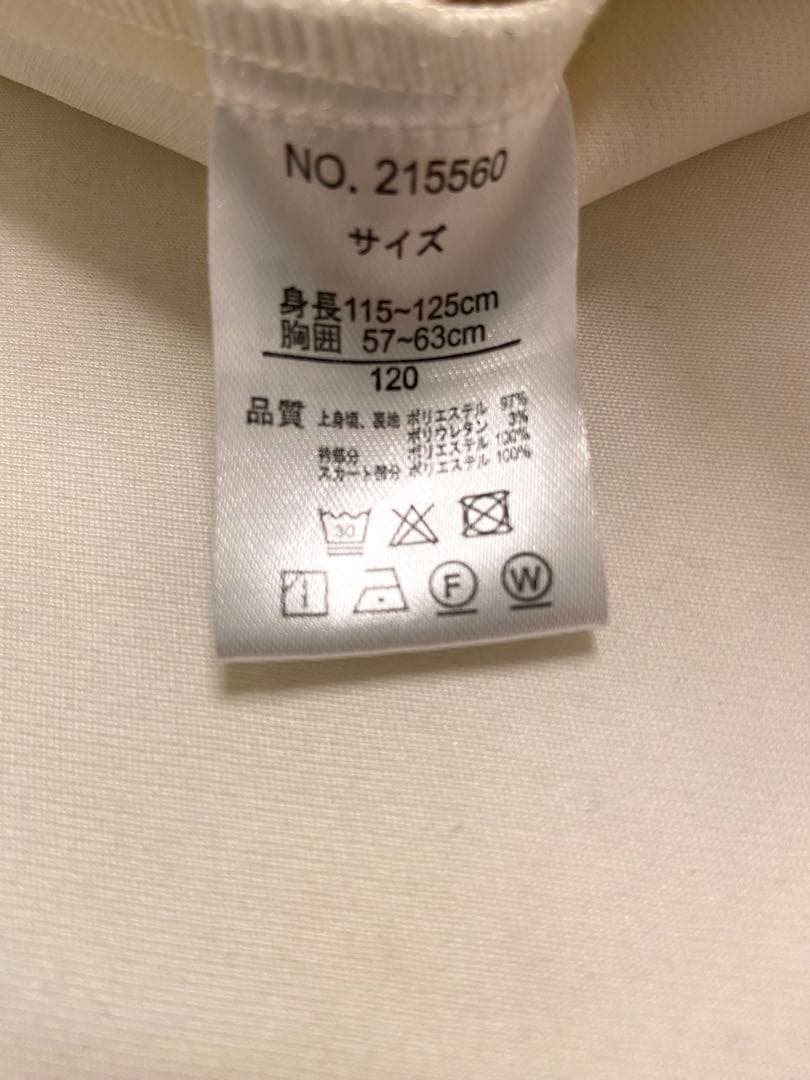 NO. 215560
サイズ
身長115~125cm
胸囲 57~63cm
120
品質 上身頃、裏地 ポリエステル 97%
ポリウレタン 3%
衿部分 ポリエステル 100%
スカート部分 ポリエステル 100%
30
F W